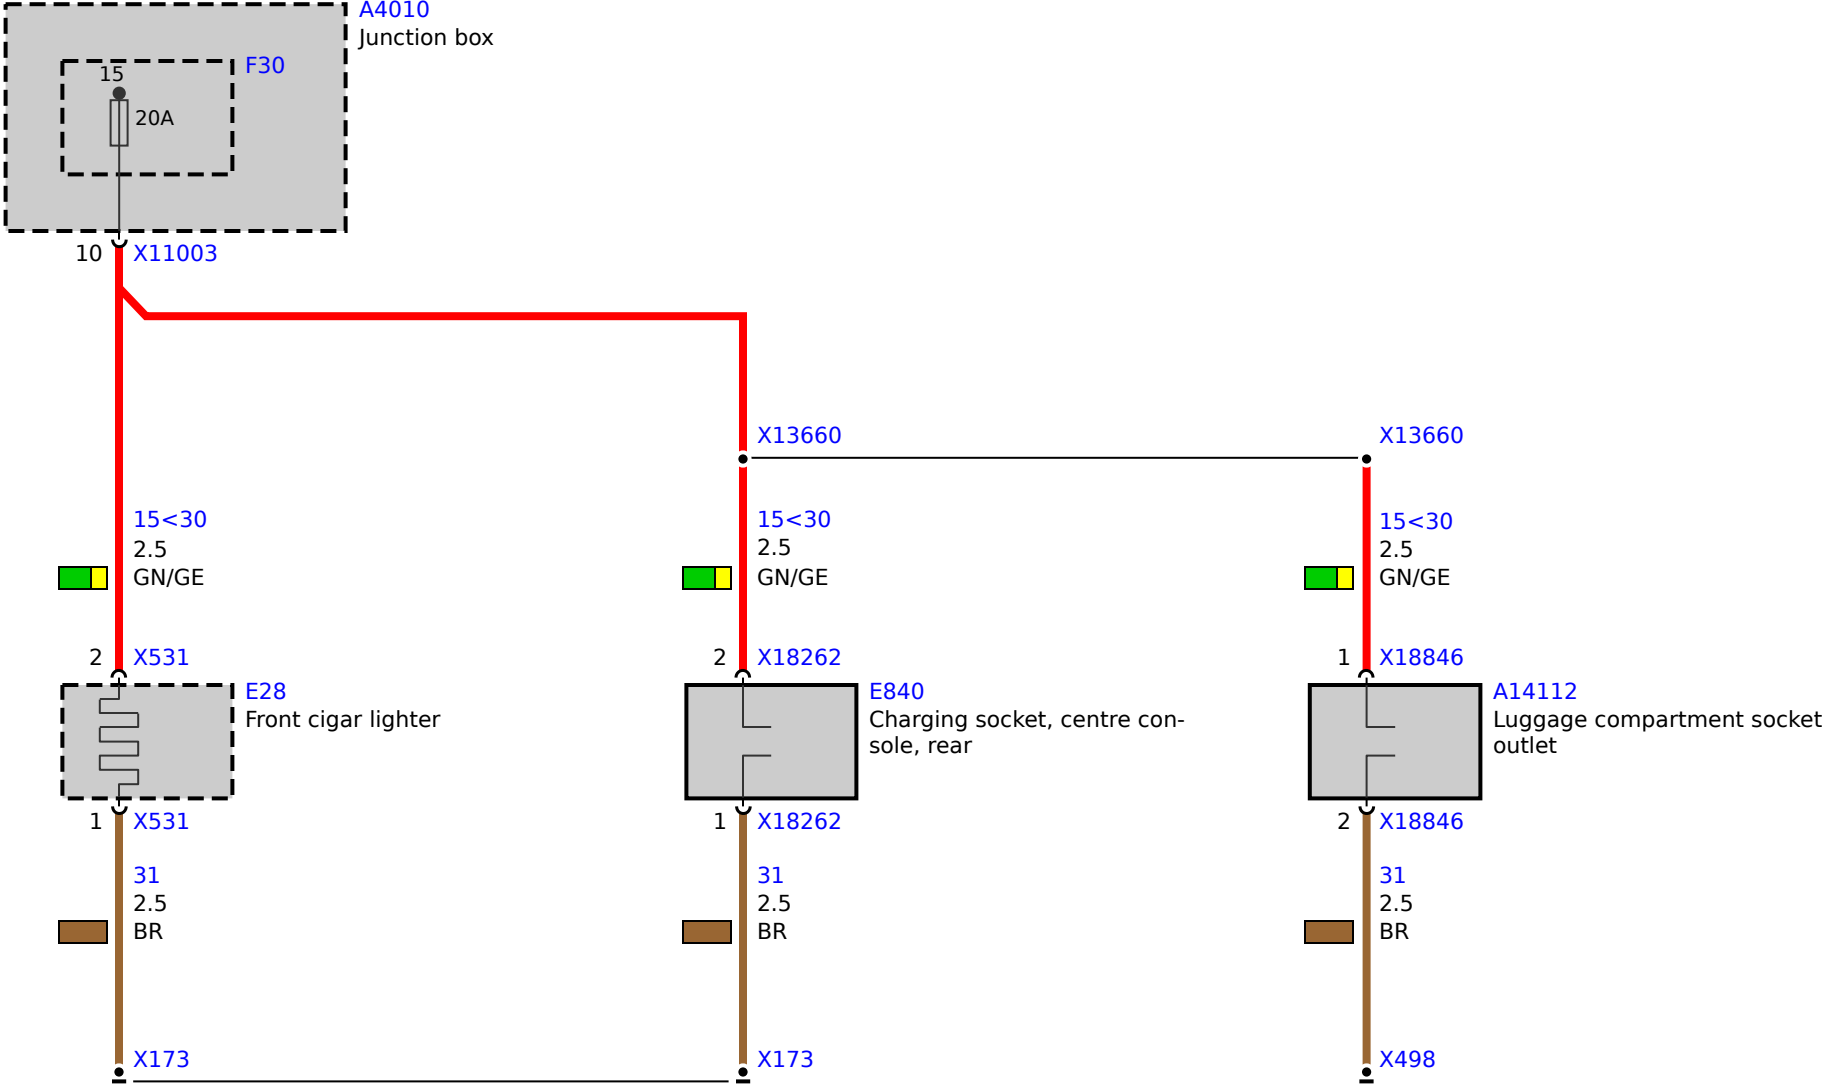 A4010
Junction box
F30
15
20A
10 X11003
X13660
X13660
15<30
2.5
GN/GE
15<30
2.5
GN/GE
15<30
2.5
GN/GE
2 X531
2 X18262
1 X18846
E28
Front cigar lighter
E840
Charging socket, centre con-
sole, rear
A14112
Luggage compartment socket
outlet
1 X531
1 X18262
2 X18846
31
2.5
BR
31
2.5
BR
31
2.5
BR
X173
X173
X498